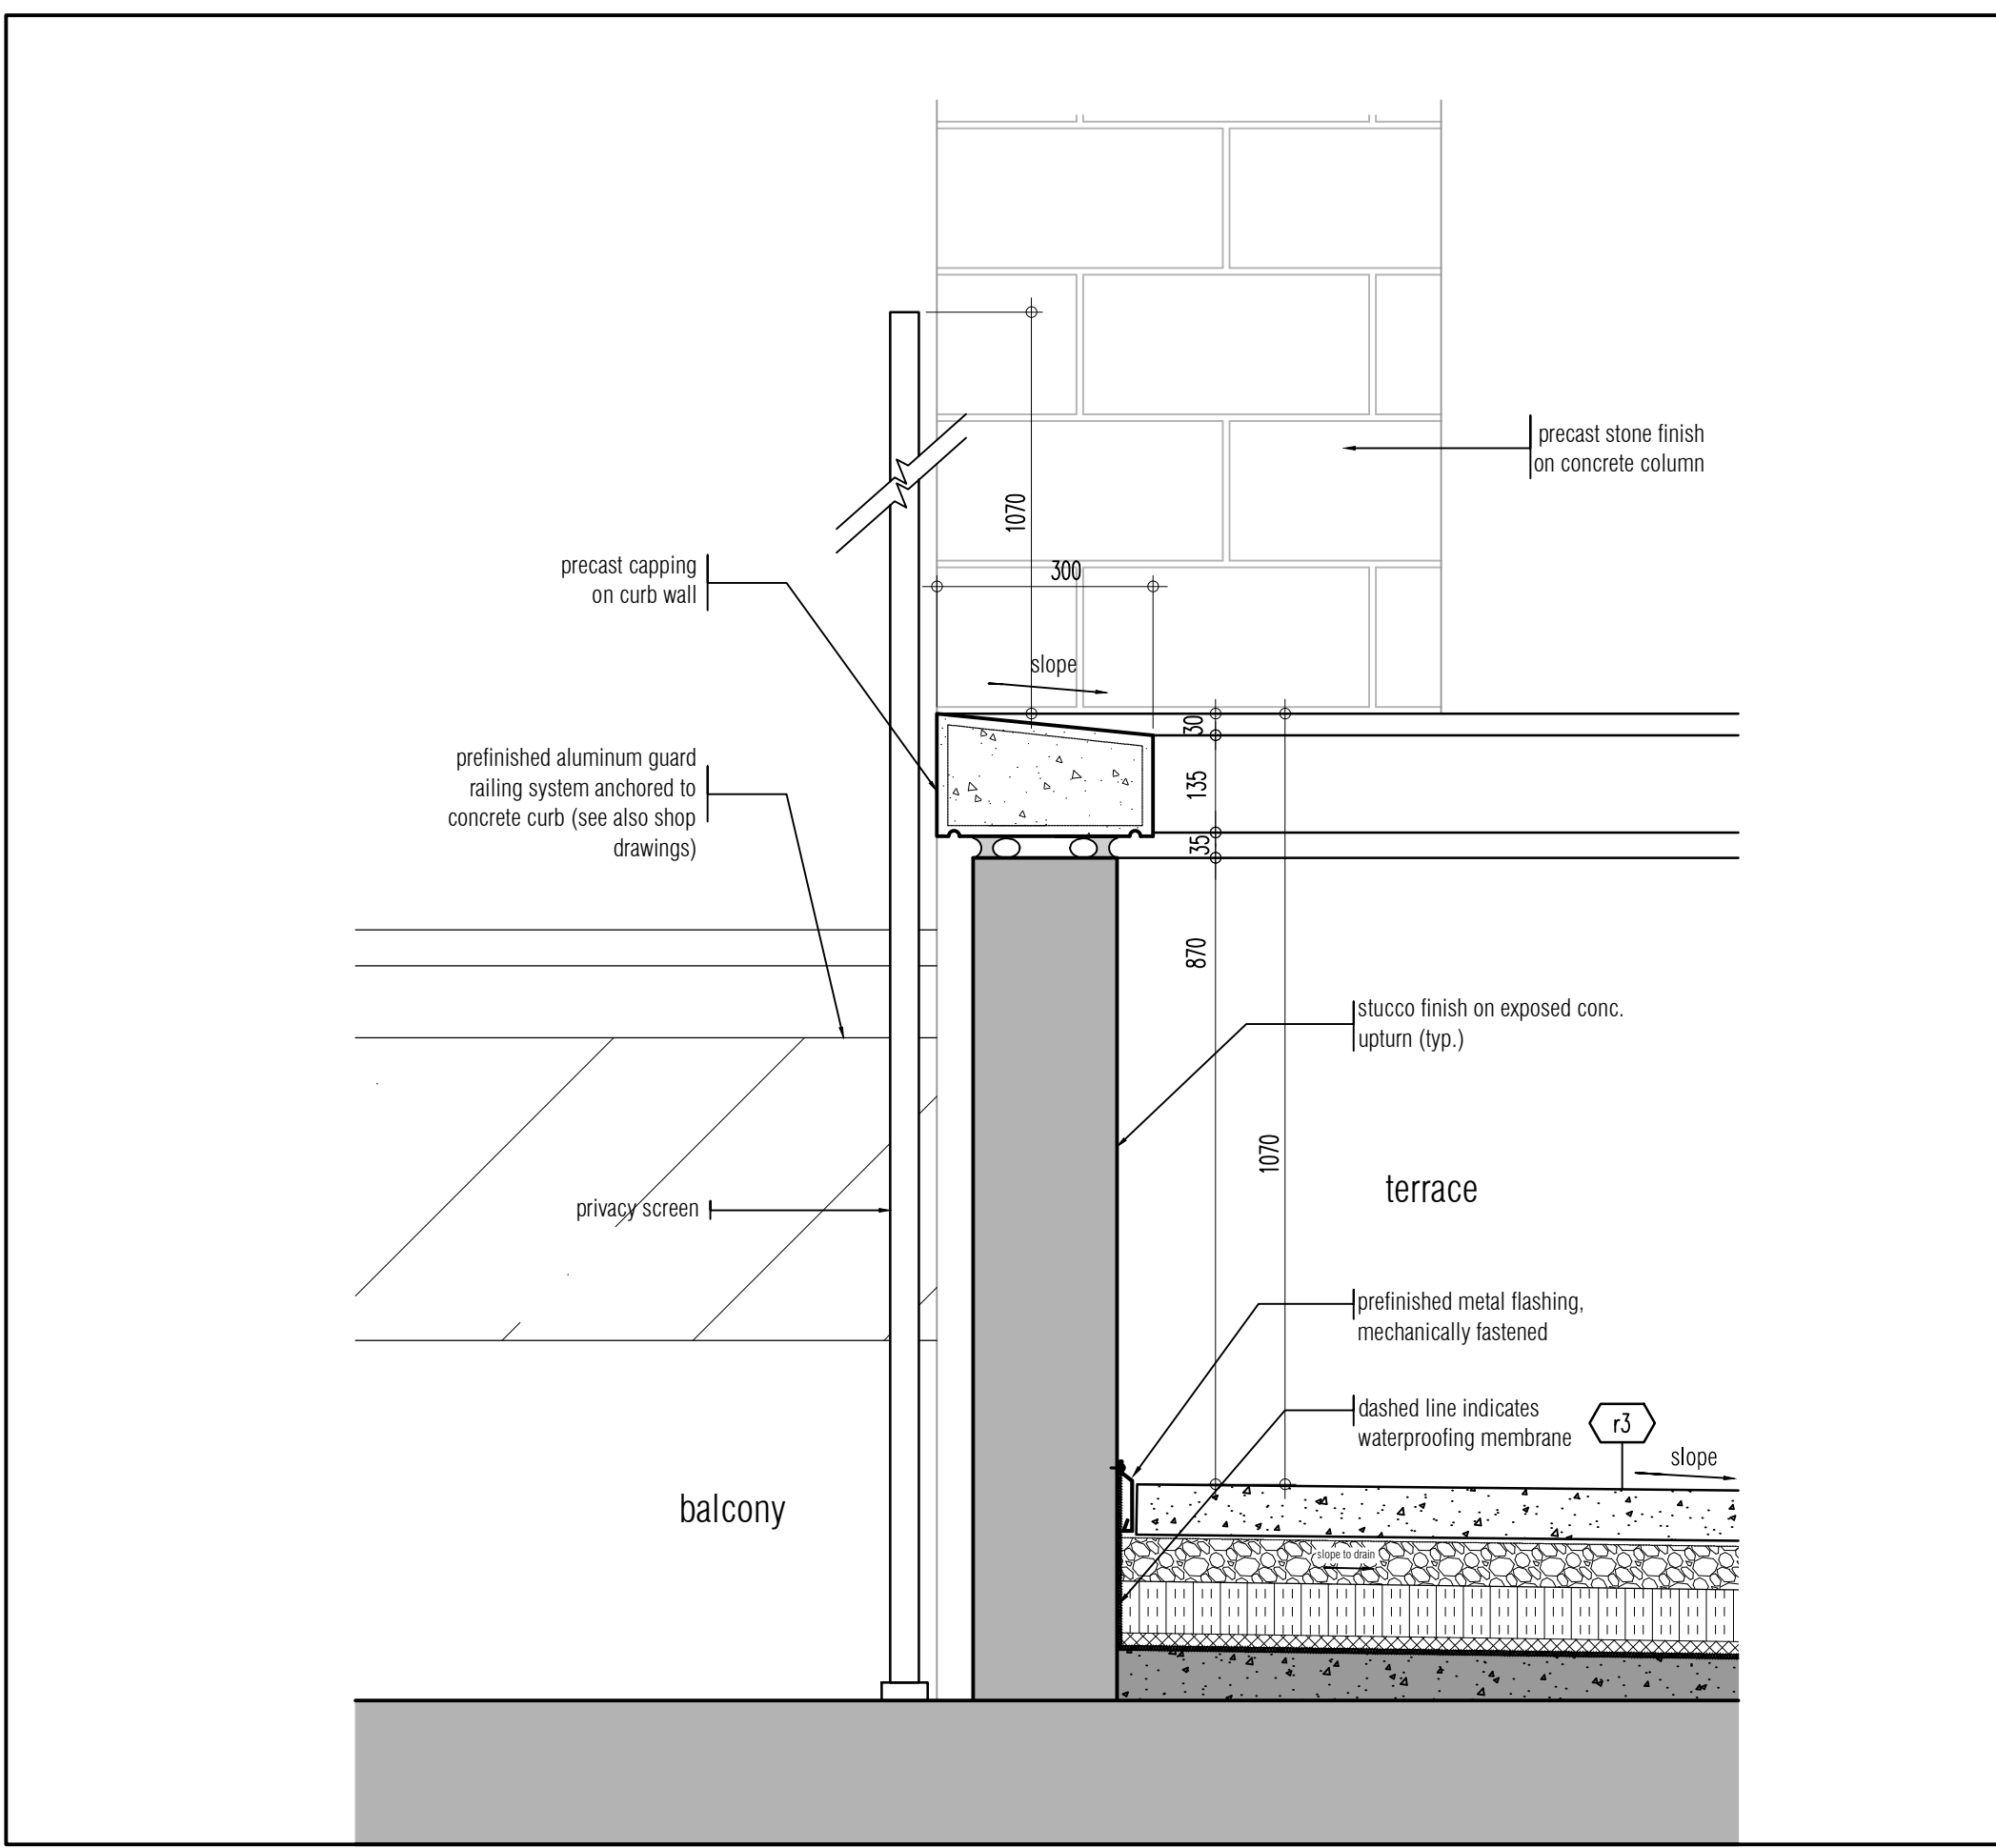 precast stone finish
on concrete column
1070
precast capping
on curb wall
300
slope
30
prefinished aluminum guard
railing system anchored to
concrete curb (see also shop
drawings)
135
35
870
stucco finish on exposed conc.
upturn (typ.)
1070
terrace
privacy screen
prefinished metal flashing,
mechanically fastened
dashed line indicates
waterproofing membrane
r3
slope
balcony
slope to drain